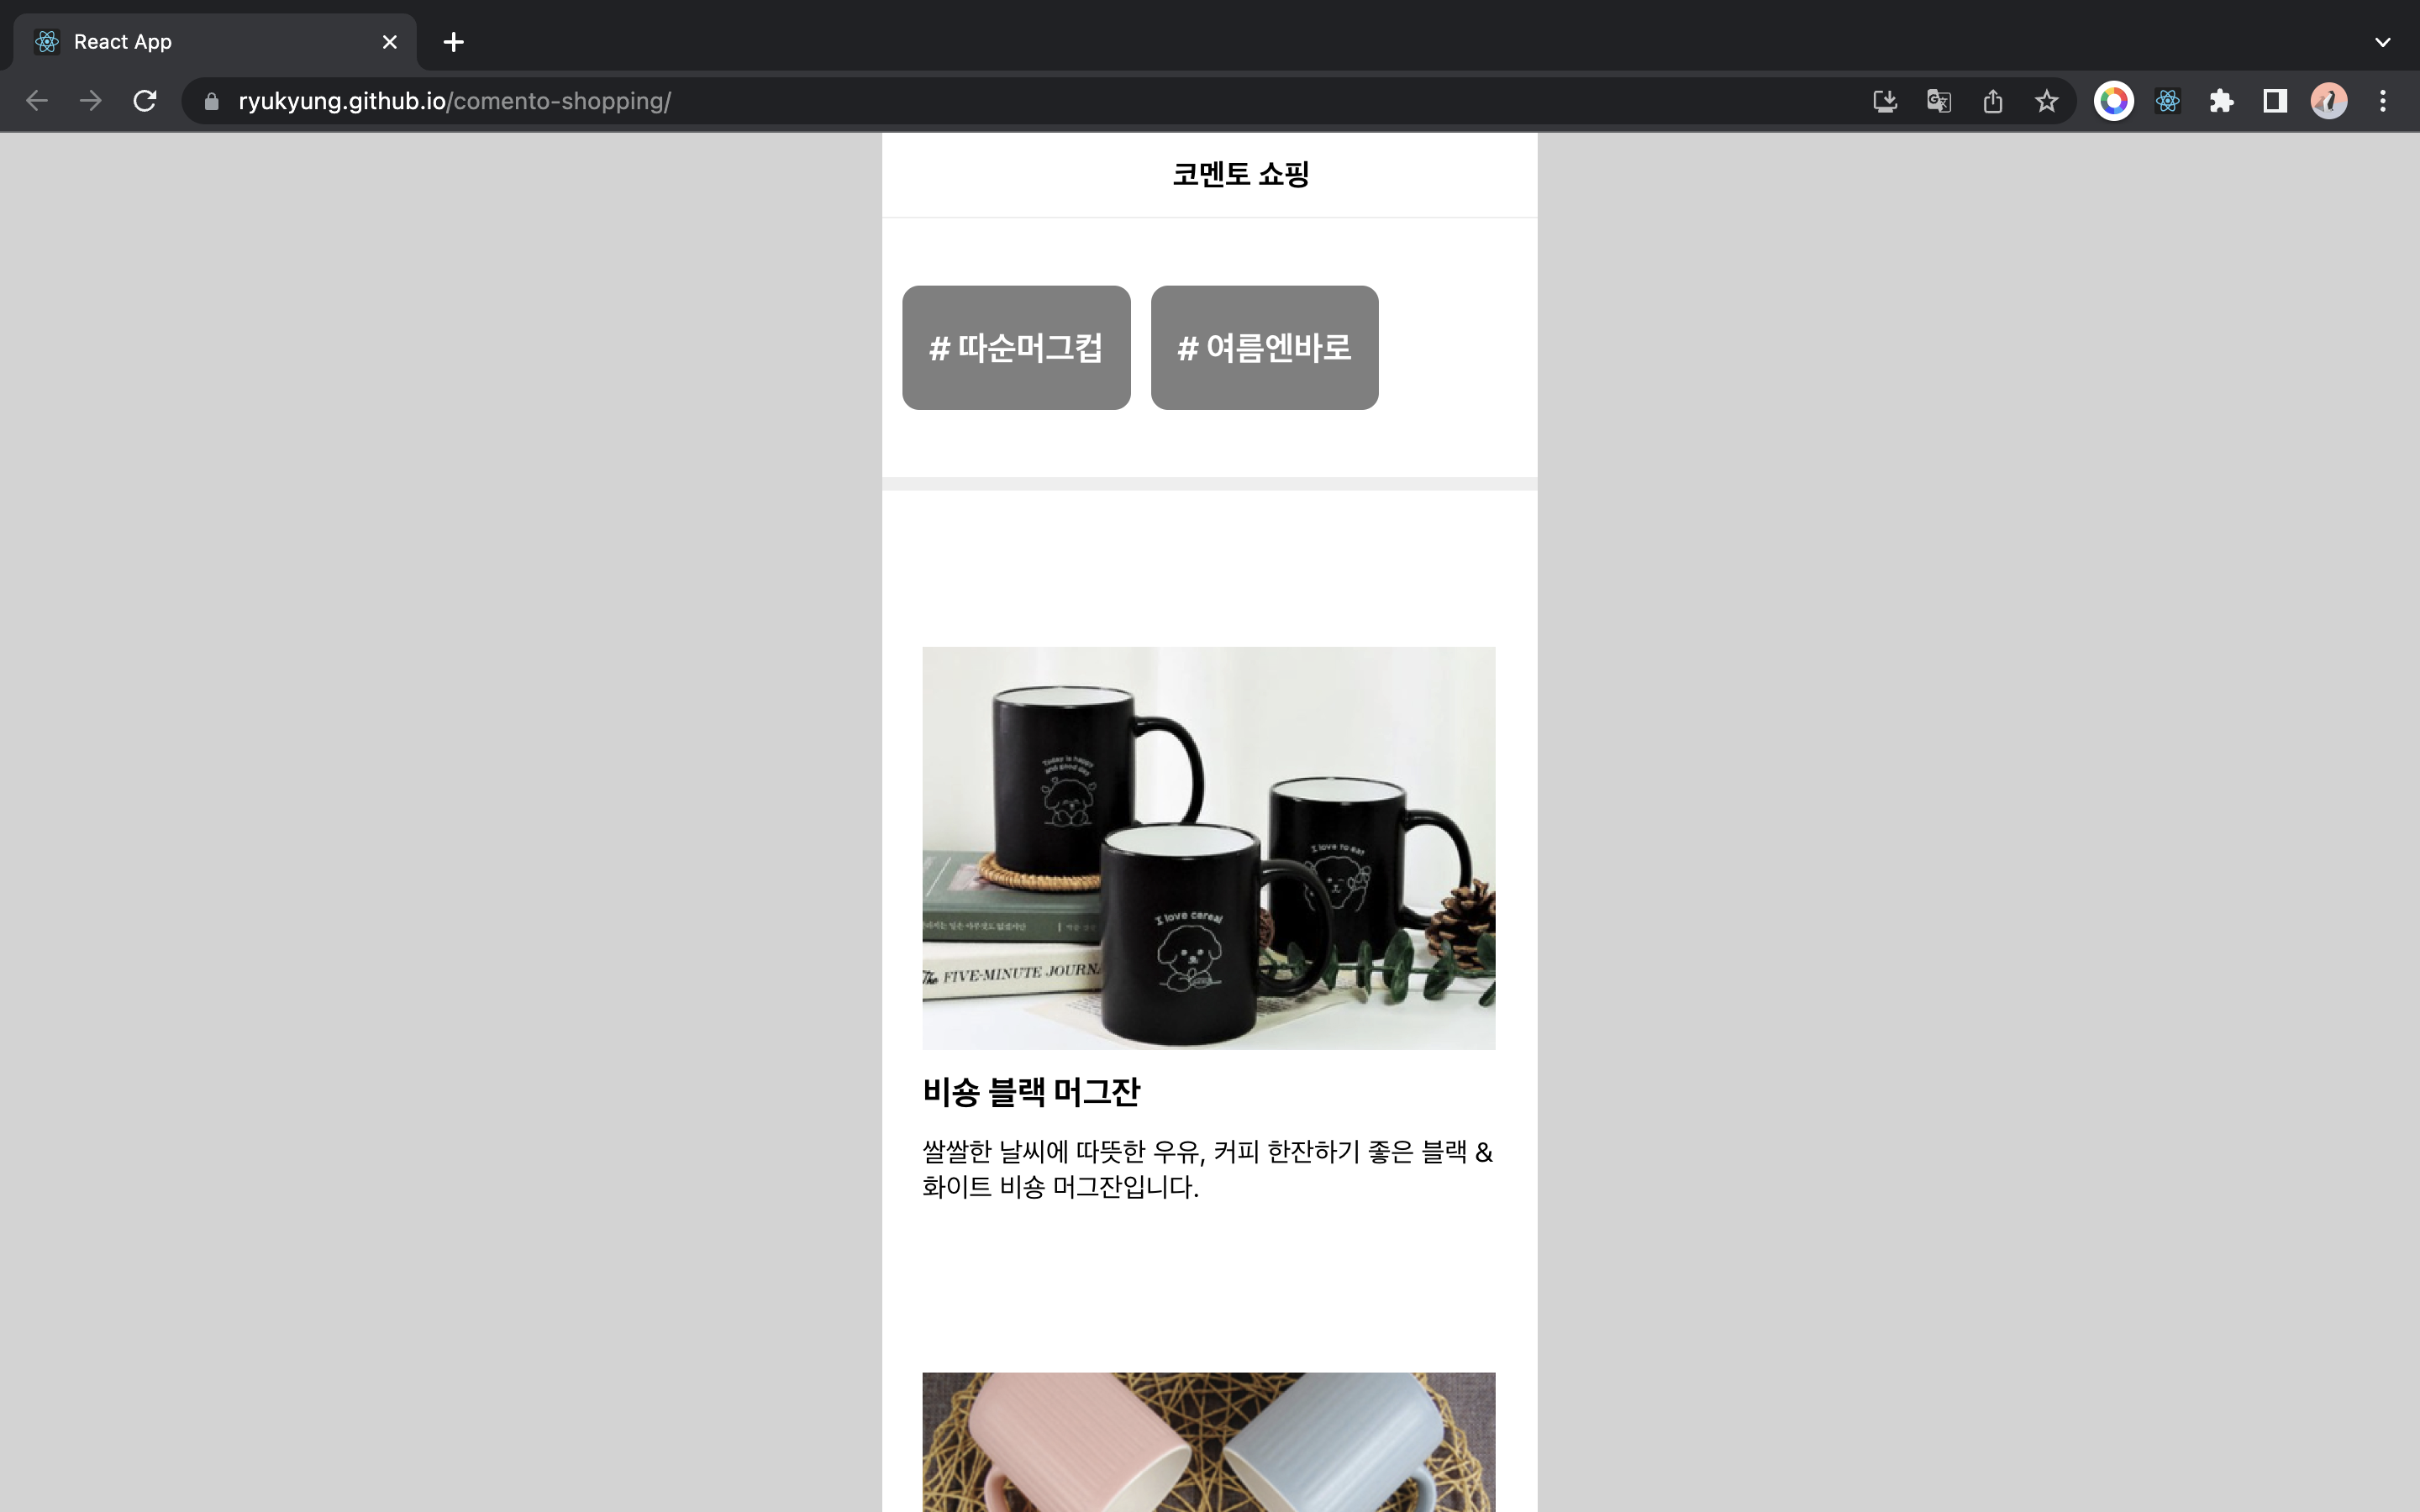 React App
ryukyung.github.io/comento-shopping/
코멘토 쇼핑
# 따순머그컵
# 여름엔바로
Today is happy
and good day
I love to eat
I love cereal
The FIVE-MINUTE JOURNA
비숑 블랙 머그잔
쌀쌀한 날씨에 따뜻한 우유, 커피 한잔하기 좋은 블랙 &
화이트 비숑 머그잔입니다.